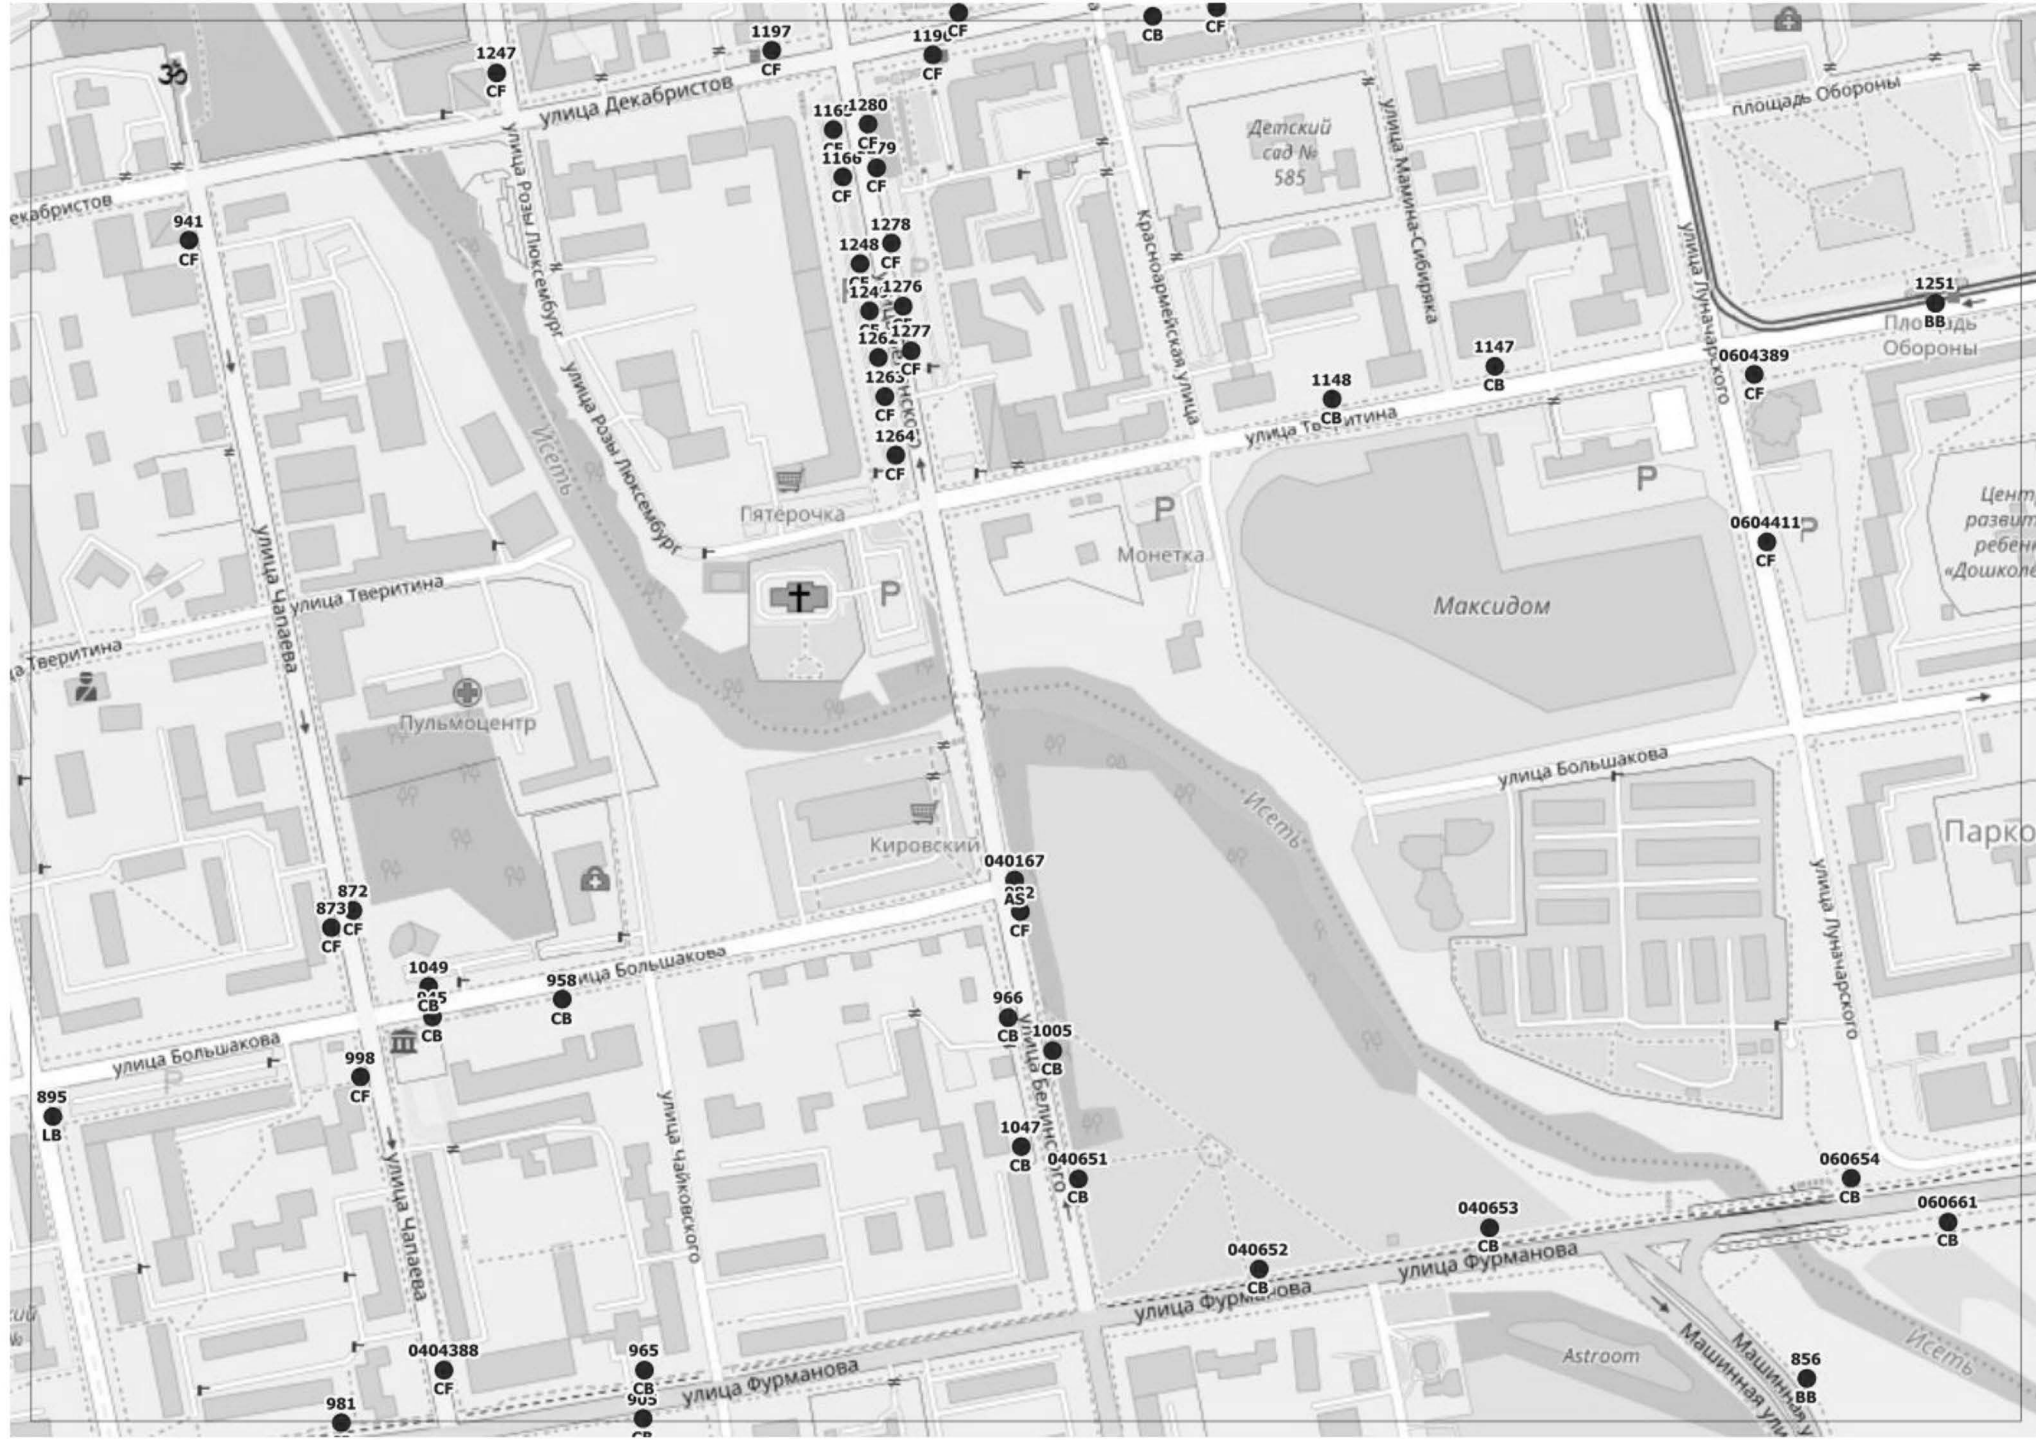 CF
CB
CF
1197
CF
CF
1247
CF
улица Декабристов
площадь Обороны
1280
CF
1166
CF
CF
Детский
сад №
585
улица Розы Люксембург
улица Мамина-Сибиряка
941
CF
1278
CF
1248
Красноармейская улица
улица Луначарского
1276
1277
CF
1251
BB
Площадь
Обороны
1263
CF
1147
CB
0604389
CF
1148
CB
1264
CF
улица Розы Люксембург
Исеть
Пятёрочка
P
P
Монетка
0604411
CF
P
P
Максидом
улица Чапаева
улица Тверитина
Пульмоцентр
улица Большакова
Исеть
Кировский
040167
AS
CF
872
CF
873
CF
улица Луначарского
1049
CB
CB
958
CB
966
CB
1005
CB
улица Большакова
P
998
CF
895
LB
улица Белинского
улица Чайковского
1047
CB
040651
CB
060654
CB
060661
CB
040653
CB
040652
CB
улица Фурманова
улица Чапаева
Astroom
Исеть
0404388
CF
965
CB
улица Фурманова
856
BB
981
CB